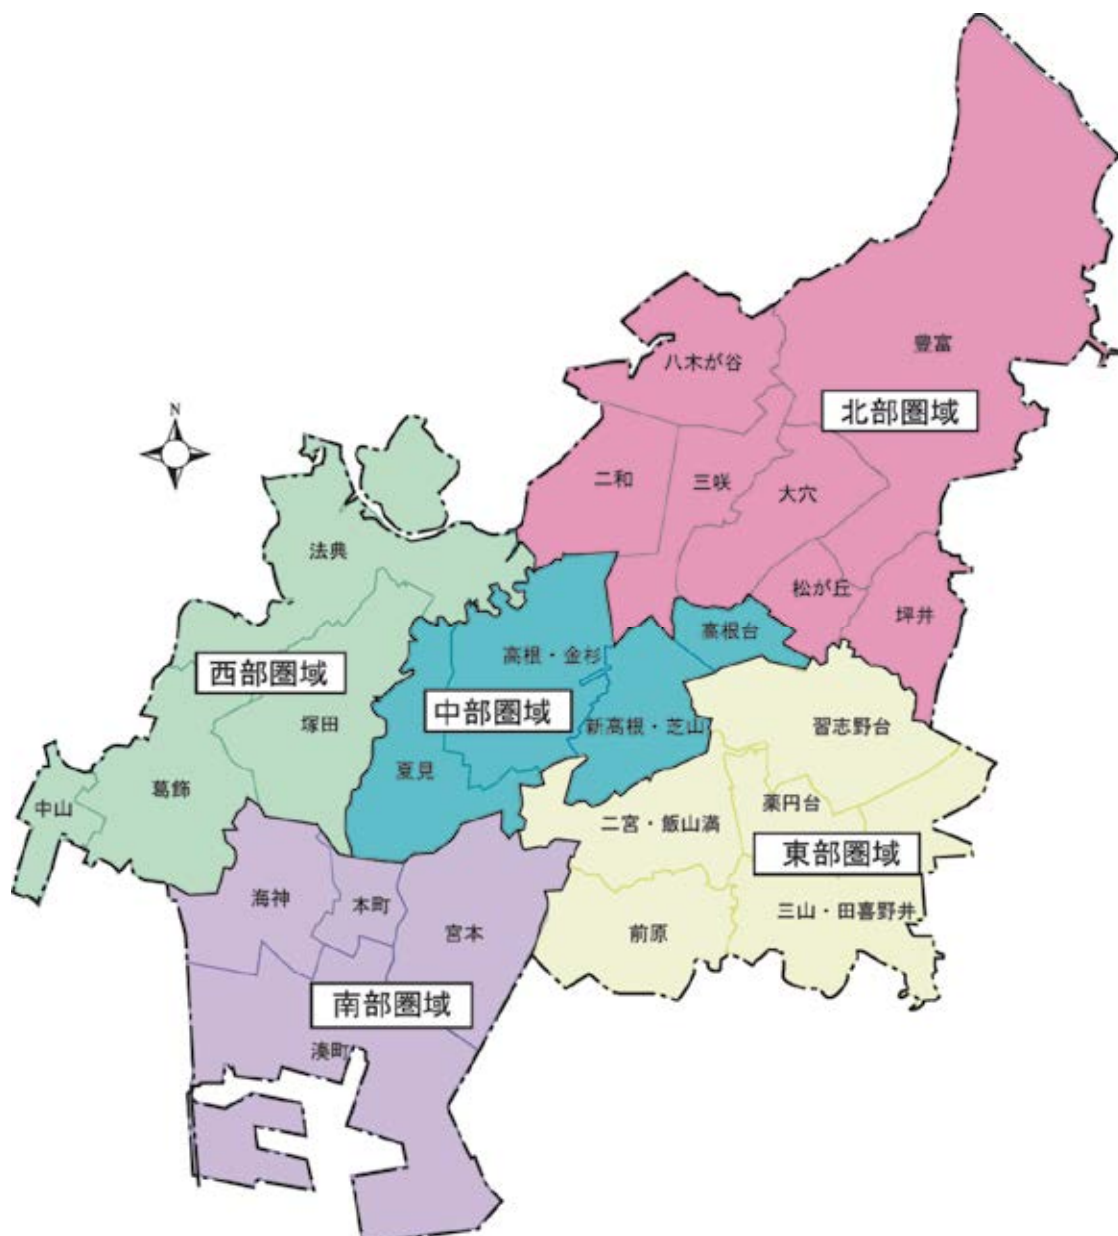 豊富
八木が谷
北部圏域
N
二和
三咲
大穴
法典
松が丘
坪井
高根台
高根・金杉
西部圏域
中部圏域
塚田
新高根・芝山
習志野台
夏見
葛飾
中山
薬円台
二宮・飯山満
東部圏域
海神
本町
三山・田喜野井
宮本
前原
南部圏域
湊町